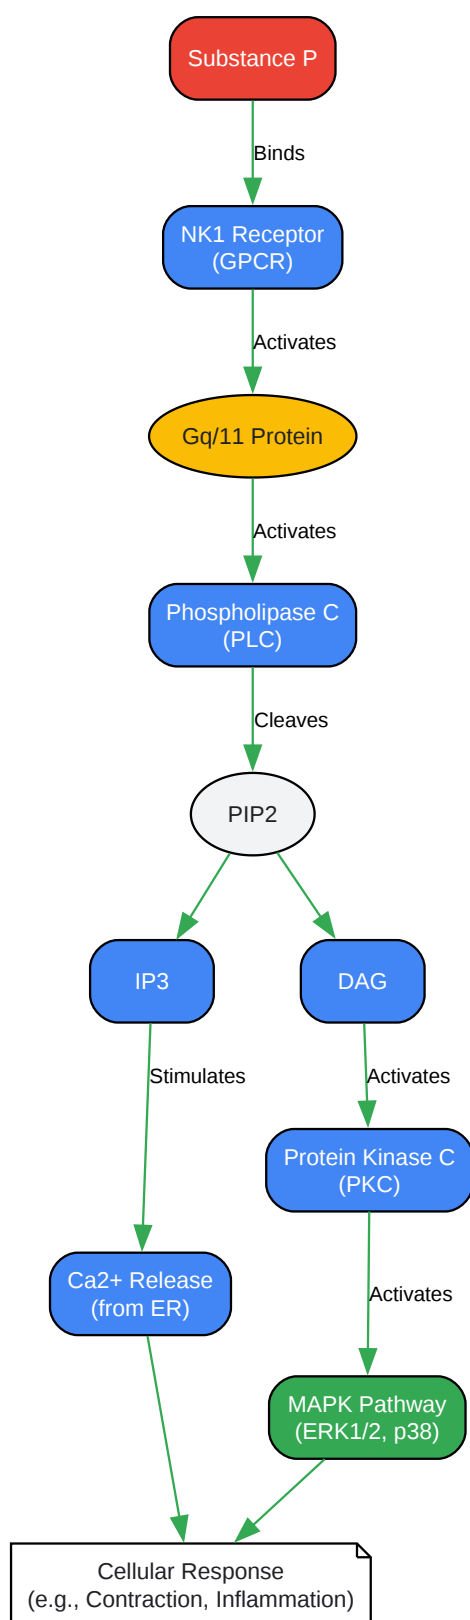 Substance P
Binds
NK1 Receptor
(GPCR)
Activates
Gq/11 Protein
Activates
Phospholipase C
(PLC)
Cleaves
PIP2
IP3
DAG
Stimulates
Activates
Protein Kinase C
(PKC)
Ca2+ Release
(from ER)
Activates
MAPK Pathway
(ERK1/2, p38)
Cellular Response
(e.g., Contraction, Inflammation)